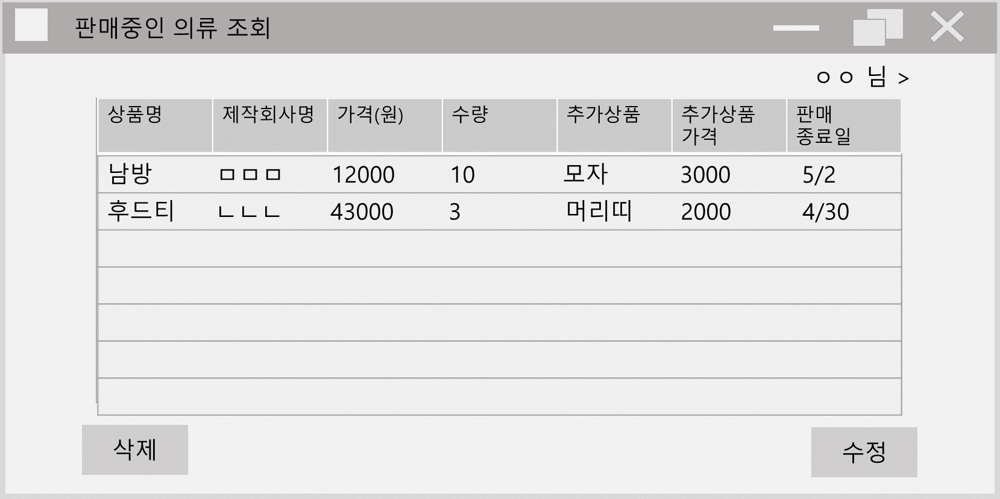 판매중인 의류 조회
ㅇㅇ 님 >
상품명 제작회사명 가격(원) 수량 추가상품 추가상품 가격 판매 종료일
남방 ㅁㅁㅁ 12000 10 모자 3000 5/2
후드티 ㄴㄴㄴ 43000 3 머리띠 2000 4/30
삭제 수정